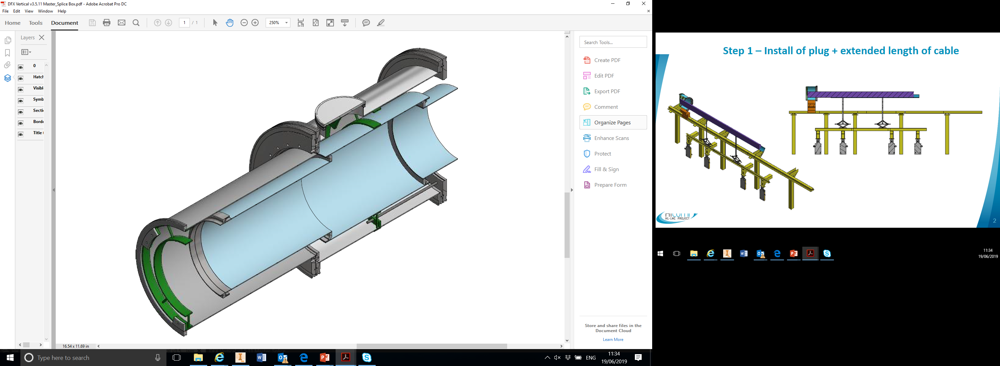 DFX Vertical v3.5.11 Master_Splice Box.pdf - Adobe Acrobat Pro DC
File Edit View Window Help
Home Tools Document
1 / 1
250%
Layers
0
Hatch
Visibl
Symb
Secti
Borde
Title
16.54 x 11.69 in
Search Tools...
Create PDF
Edit PDF
Export PDF
Comment
Organize Pages
Enhance Scans
Protect
Fill & Sign
Prepare Form
Store and share files in the
Document Cloud
Learn More
Type here to search
ENG
11:34
19/06/2019
Step 1 – Install of plug + extended length of cable
HL-LHC PROJECT
2
11:34
19/06/2019